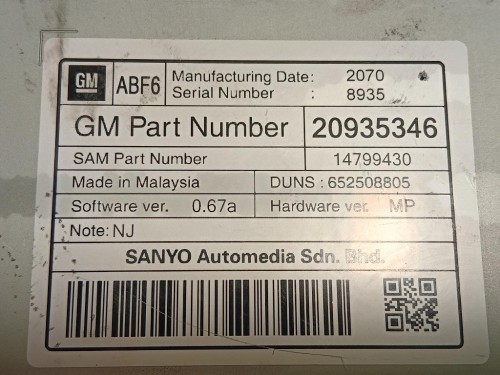 GM ABF6 Manufacturing Date: 2070
Serial Number : 8935
GM Part Number 20935346
SAM Part Number 14799430
Made in Malaysia DUNS : 652508805
Software ver. 0.67a Hardware ver. MP
Note: NJ
SANYO Automedia Sdn. Bhd.